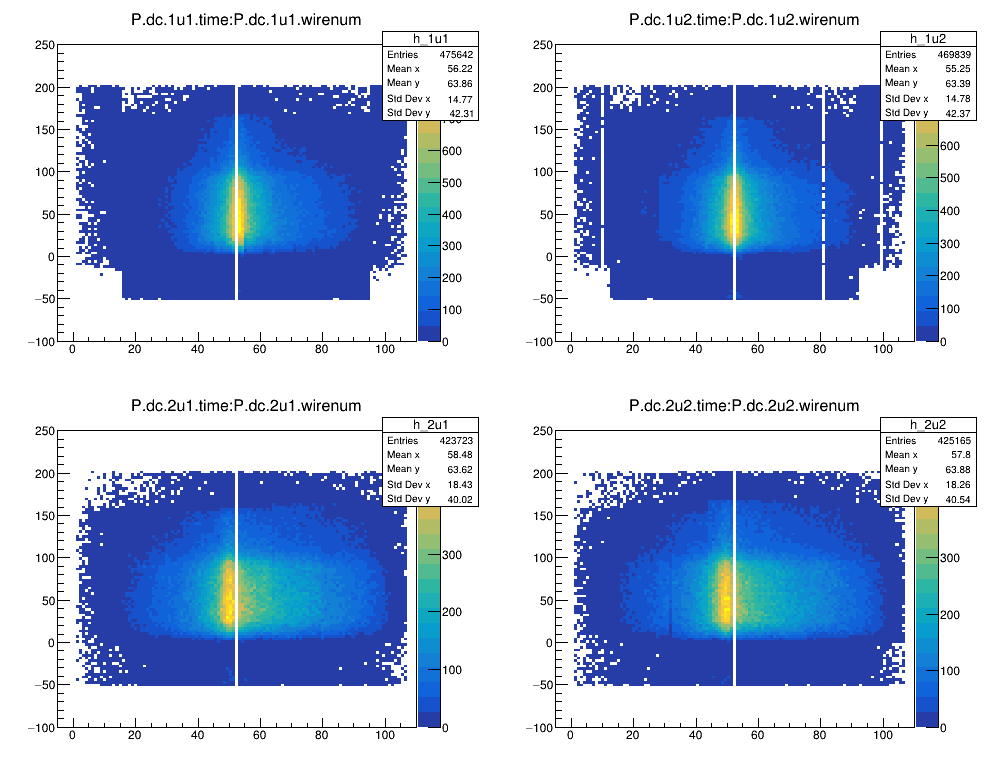 P.dc.1u1.time:P.dc.1u1.wirenum
h_1u1
Entries 475642
Mean x 56.22
Mean y 63.86
Std Dev x 14.77
Std Dev y 42.31
250
200
150
100
50
0
−50
−100
0 20 40 60 80 100
600
500
400
300
200
100
0
P.dc.1u2.time:P.dc.1u2.wirenum
h_1u2
Entries 469839
Mean x 55.25
Mean y 63.39
Std Dev x 14.78
Std Dev y 42.37
250
200
150
100
50
0
−50
−100
0 20 40 60 80 100
600
500
400
300
200
100
0
P.dc.2u1.time:P.dc.2u1.wirenum
h_2u1
Entries 423723
Mean x 58.48
Mean y 63.62
Std Dev x 18.43
Std Dev y 40.02
250
200
150
100
50
0
−50
−100
0 20 40 60 80 100
300
200
100
0
P.dc.2u2.time:P.dc.2u2.wirenum
h_2u2
Entries 425165
Mean x 57.8
Mean y 63.88
Std Dev x 18.26
Std Dev y 40.54
250
200
150
100
50
0
−50
−100
0 20 40 60 80 100
300
200
100
0